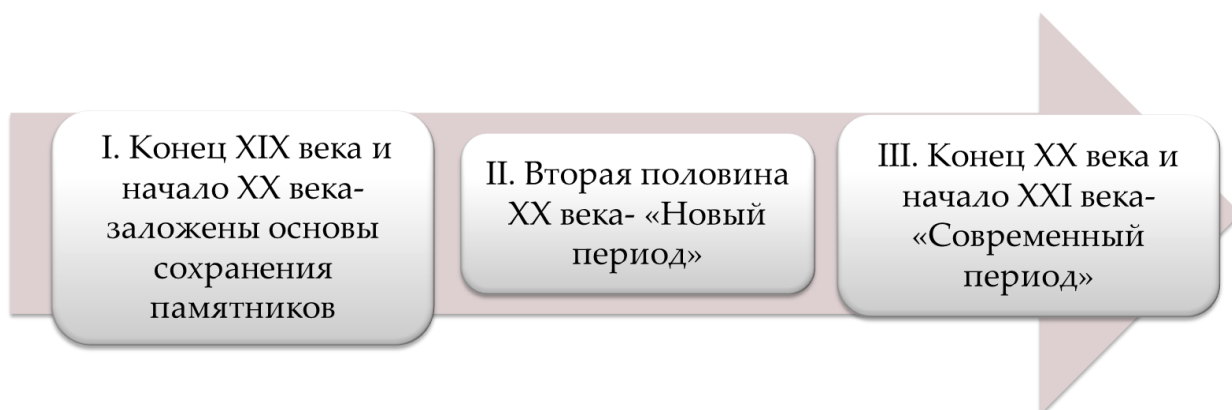 I. Конец XIX века и
начало XX века-
заложены основы
сохранения
памятников
II. Вторая половина
XX века- «Новый
период»
III. Конец XX века и
начало XXI века-
«Современный
период»